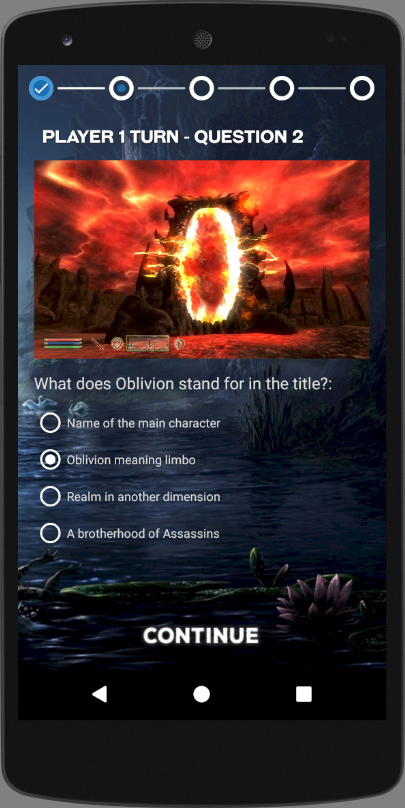 PLAYER 1 TURN - QUESTION 2
What does Oblivion stand for in the title?:
Name of the main character
Oblivion meaning limbo
Realm in another dimension
A brotherhood of Assassins
CONTINUE